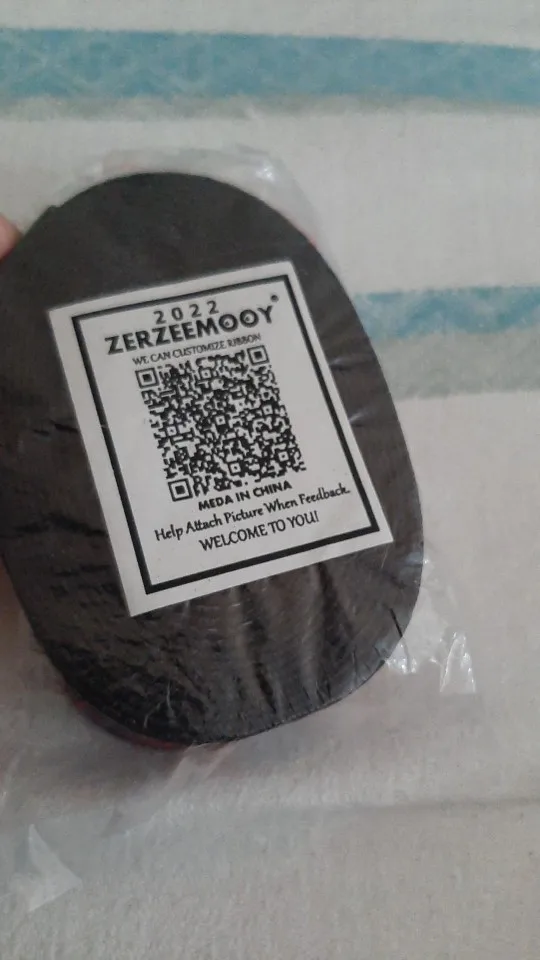 2022
ZERZEEMOOY®
WE CAN CUSTOMIZE RIBBON
MEDA IN CHINA
Help Attach Picture When Feedback.
WELCOME TO YOU!